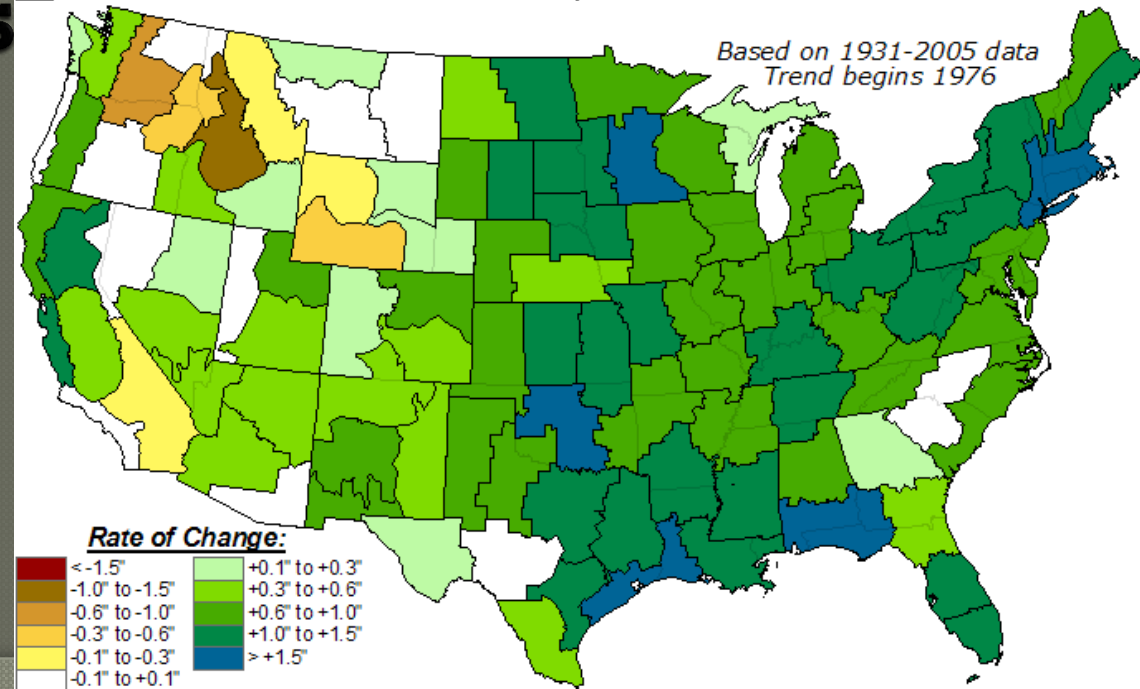 S
Based on 1931-2005 data
Trend begins 1976
Rate of Change:
< -1.5"
-1.0" to -1.5"
-0.6" to -1.0"
-0.3" to -0.6"
-0.1" to -0.3"
-0.1" to +0.1"
+0.1" to +0.3"
+0.3" to +0.6"
+0.6" to +1.0"
+1.0" to +1.5"
> +1.5"